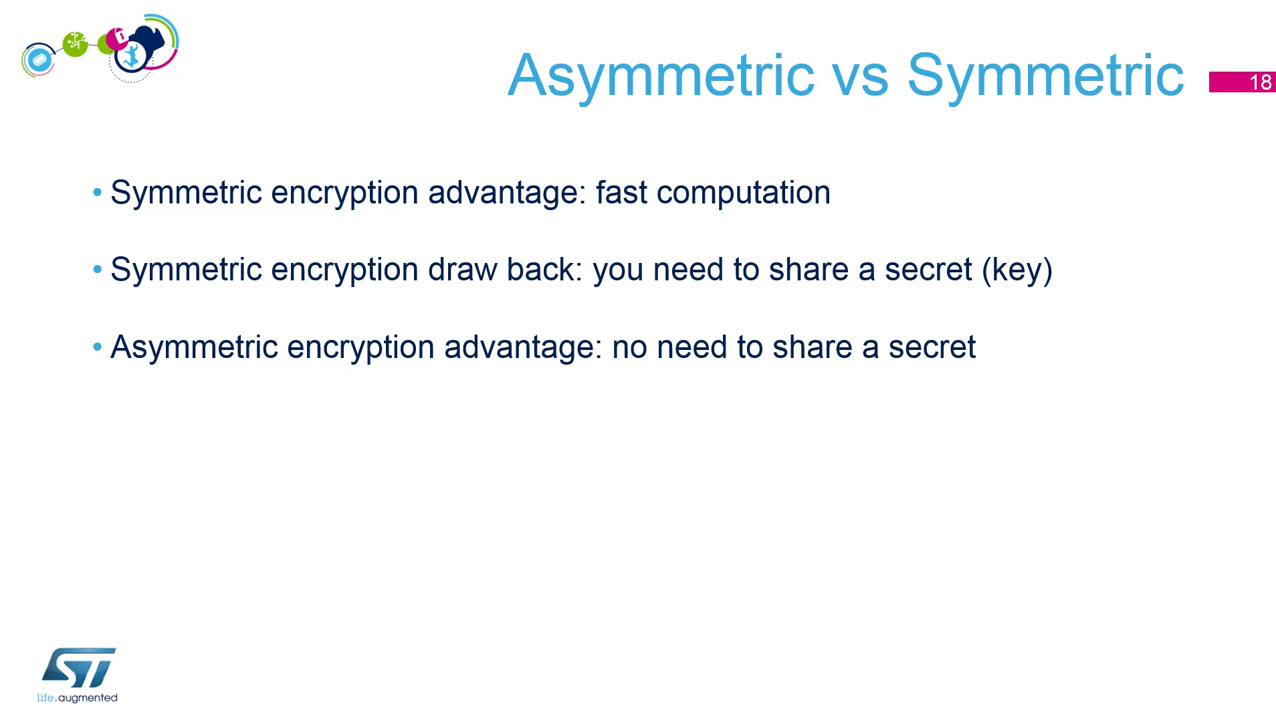 Asymmetric vs Symmetric
18
• Symmetric encryption advantage: fast computation
• Symmetric encryption draw back: you need to share a secret (key)
• Asymmetric encryption advantage: no need to share a secret
ST
life.augmented